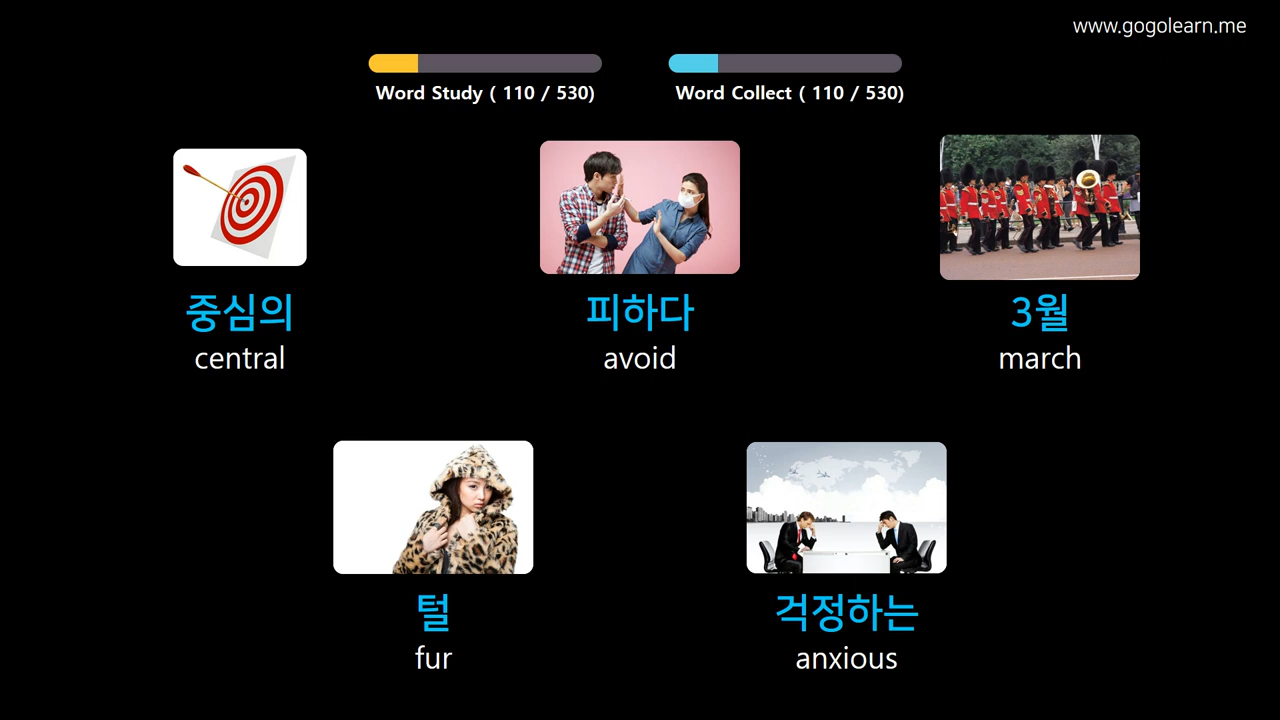 www.gogolearn.me
Word Study ( 110 / 530)
Word Collect ( 110 / 530)
중심의
central
피하다
avoid
3월
march
털
fur
걱정하는
anxious